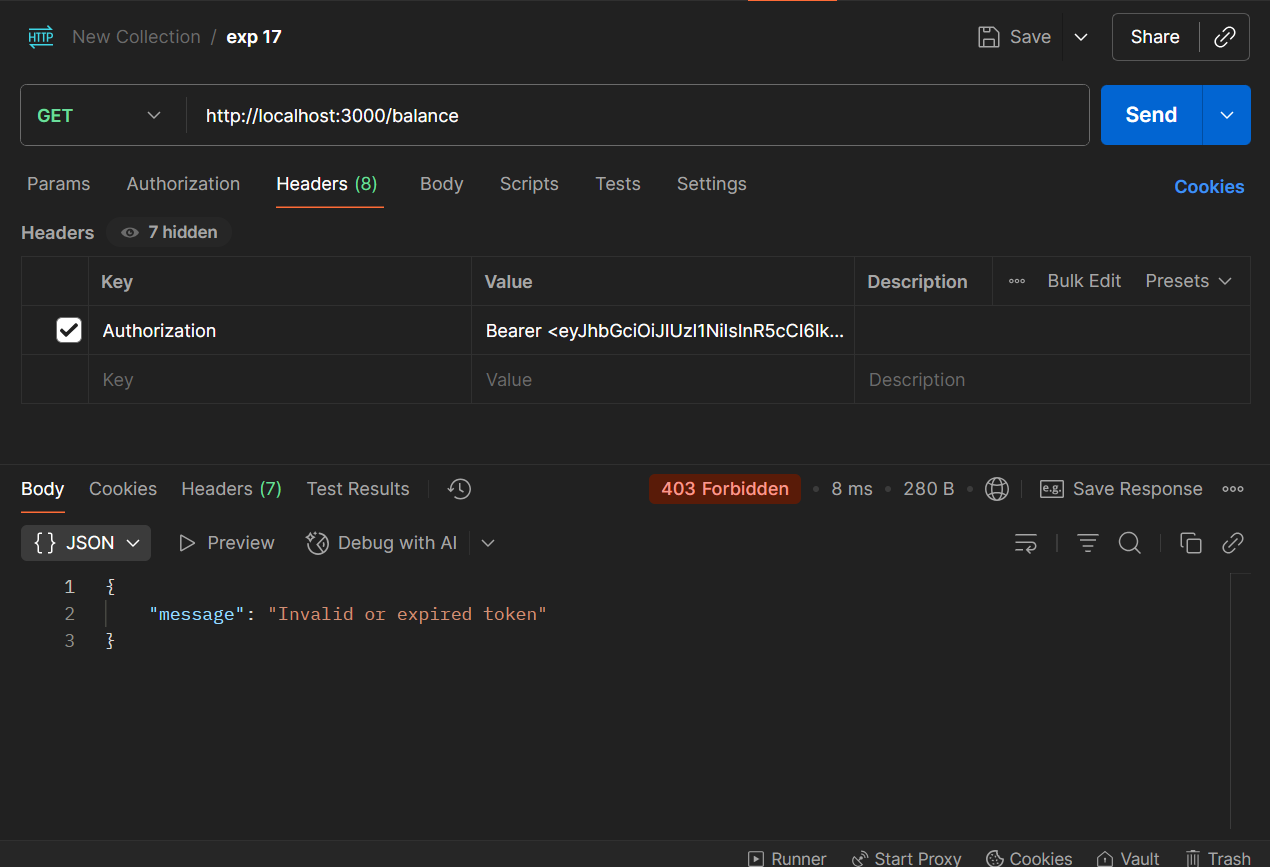 HTTP New Collection / exp 17 Save Share
GET http://localhost:3000/balance Send
Params Authorization Headers (8) Body Scripts Tests Settings Cookies
Headers 7 hidden
Key Value Description Bulk Edit Presets
Authorization Bearer <eyJhbGciOiJIUzI1NiIsInR5cCI6Ik...
Key Value Description
Body Cookies Headers (7) Test Results 403 Forbidden • 8 ms • 280 B • e.g. Save Response
{} JSON Preview Debug with AI
1 {
2 "message": "Invalid or expired token"
3 }
Runner Start Proxy Cookies Vault Trash